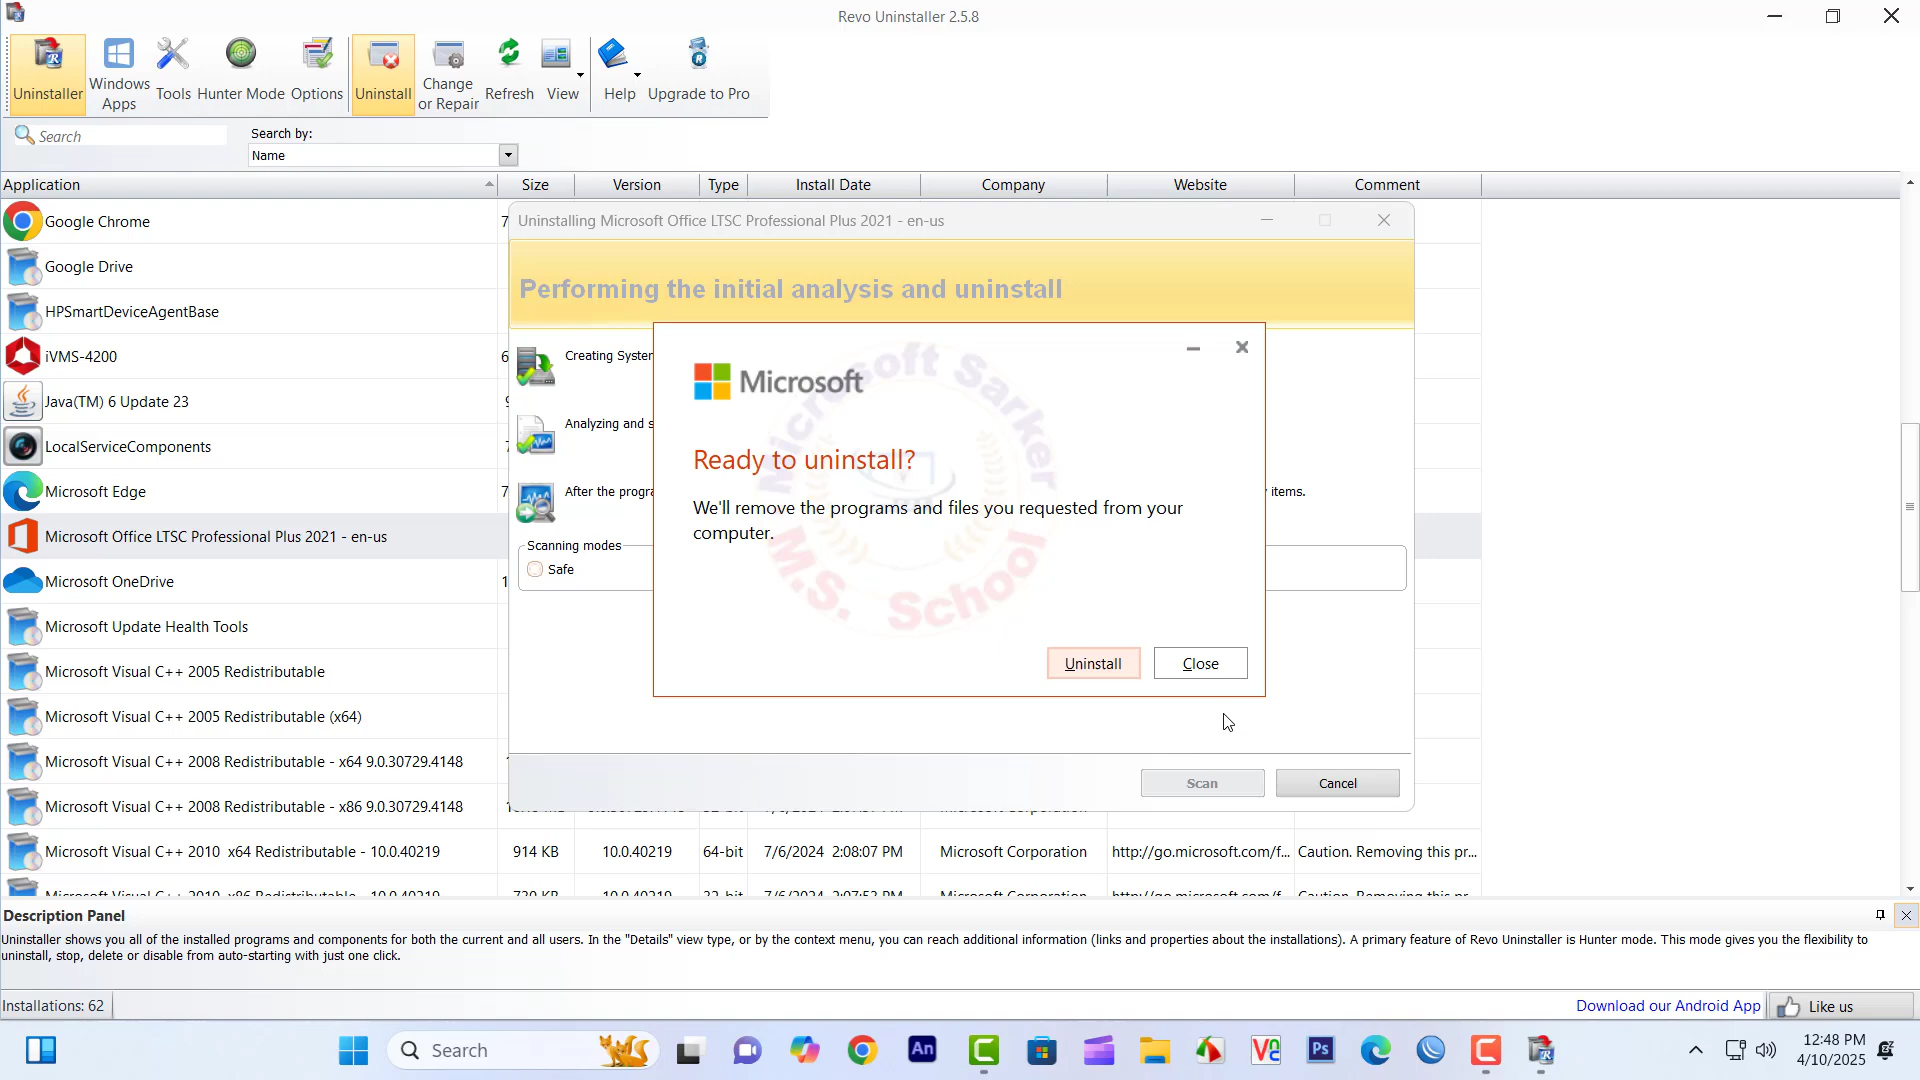 Revo Uninstaller 2.5.8
Uninstaller
Windows
Apps
Tools
Hunter Mode
Options
Uninstall
Change
or Repair
Refresh
View
Help
Upgrade to Pro
Search
Search by:
Name
Application
Size
Version
Type
Install Date
Company
Website
Comment
Google Chrome
7
Google Drive
HPSmartDeviceAgentBase
iVMS-4200
6
Java(TM) 6 Update 23
LocalServiceComponents
Microsoft Edge
7
Microsoft Office LTSC Professional Plus 2021 - en-us
Microsoft OneDrive
1
Microsoft Update Health Tools
Microsoft Visual C++ 2005 Redistributable
Microsoft Visual C++ 2005 Redistributable (x64)
Microsoft Visual C++ 2008 Redistributable - x64 9.0.30729.4148
Microsoft Visual C++ 2008 Redistributable - x86 9.0.30729.4148
Microsoft Visual C++ 2010 x64 Redistributable - 10.0.40219
914 KB
10.0.40219
64-bit
7/6/2024 2:08:07 PM
Microsoft Corporation
http://go.microsoft.com/f...
Caution. Removing this pr...
Uninstalling Microsoft Office LTSC Professional Plus 2021 - en-us
Performing the initial analysis and uninstall
Creating Syster
Analyzing and s
After the progra
items.
Scanning modes
Safe
Microsoft
Ready to uninstall?
We'll remove the programs and files you requested from your
computer.
Uninstall
Close
Microsoft Sarker
M.S. School
Scan
Cancel
Description Panel
Uninstaller shows you all of the installed programs and components for both the current and all users. In the "Details" view type, or by the context menu, you can reach additional information (links and properties about the installations). A primary feature of Revo Uninstaller is Hunter mode. This mode gives you the flexibility to
uninstall, stop, delete or disable from auto-starting with just one click.
Installations: 62
Download our Android App
Like us
Search
An
Ps
12:48 PM
4/10/2025